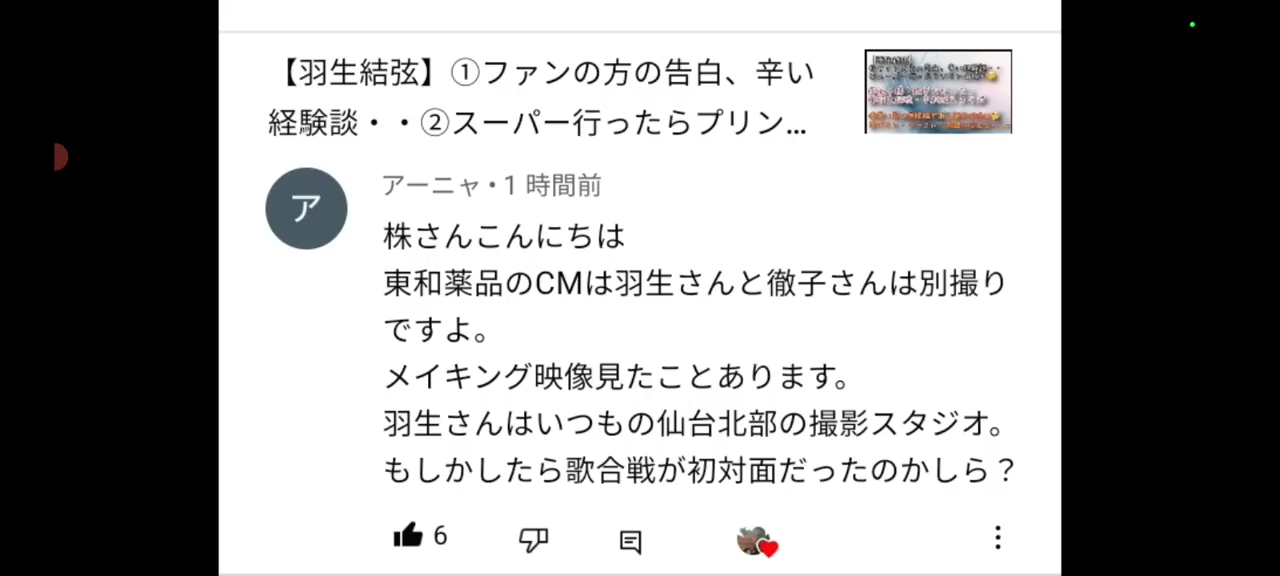 【羽生結弦】①ファンの方の告白、辛い
経験談・・②スーパー行ったらプリン...
ア
アーニャ・1 時間前
株さんこんにちは
東和薬品のCMは羽生さんと徹子さんは別撮り
ですよ。
メイキング映像見たことあります。
羽生さんはいつもの仙台北部の撮影スタジオ。
もしかしたら歌合戦が初対面だったのかしら？
6